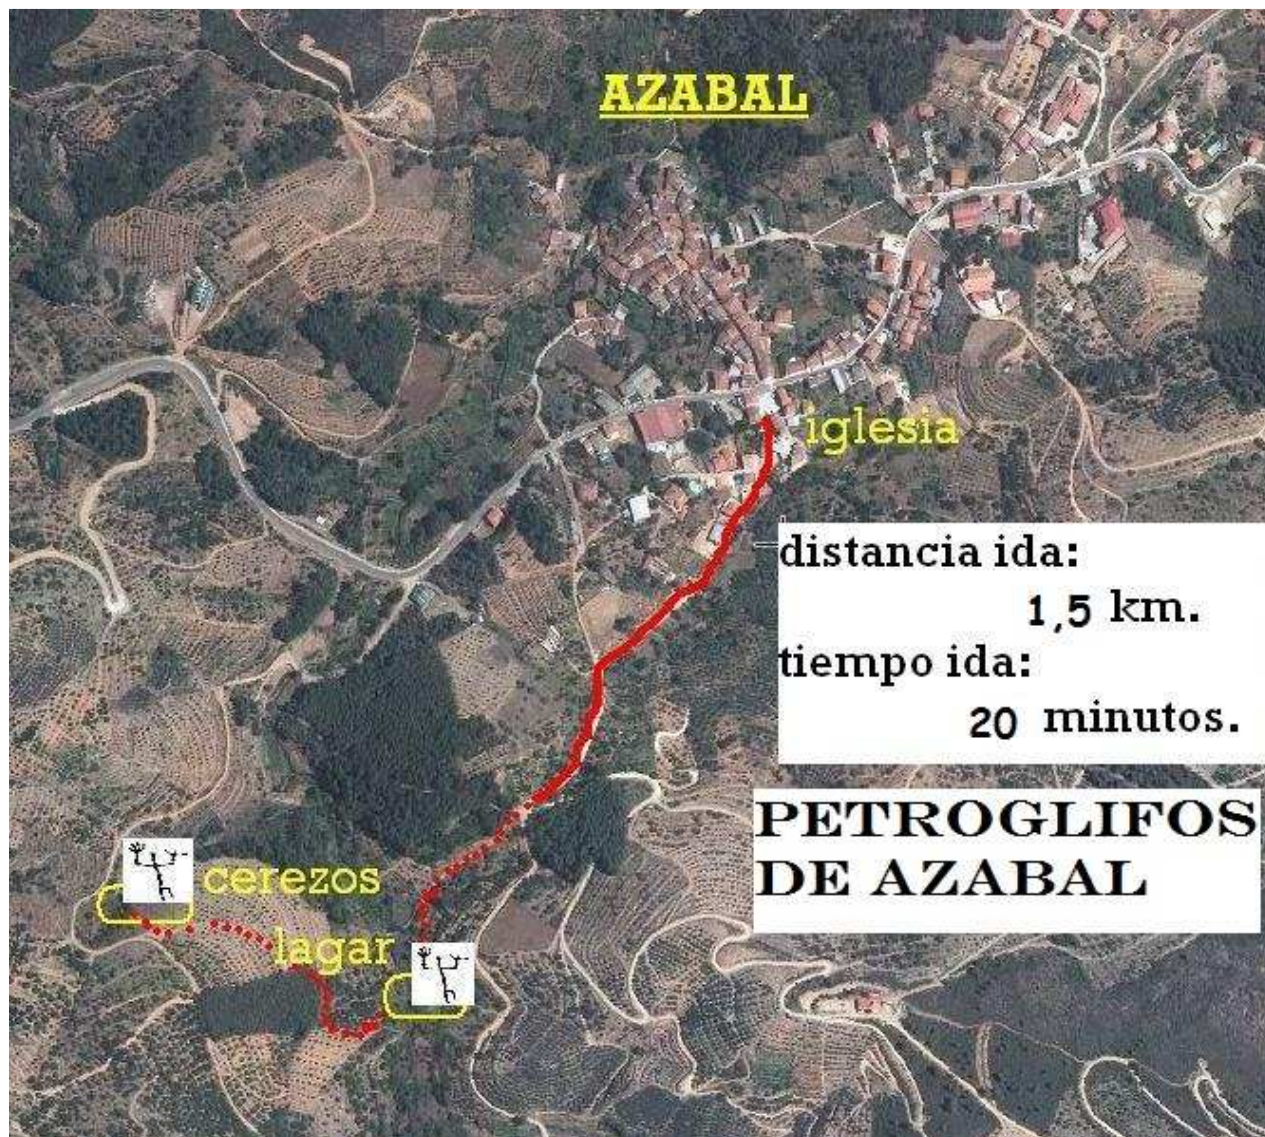 AZABAL
iglesia
distancia ida:
1,5 km.
tiempo ida:
20 minutos.
PETROGLIFOS
DE AZABAL
cerezos
lagar